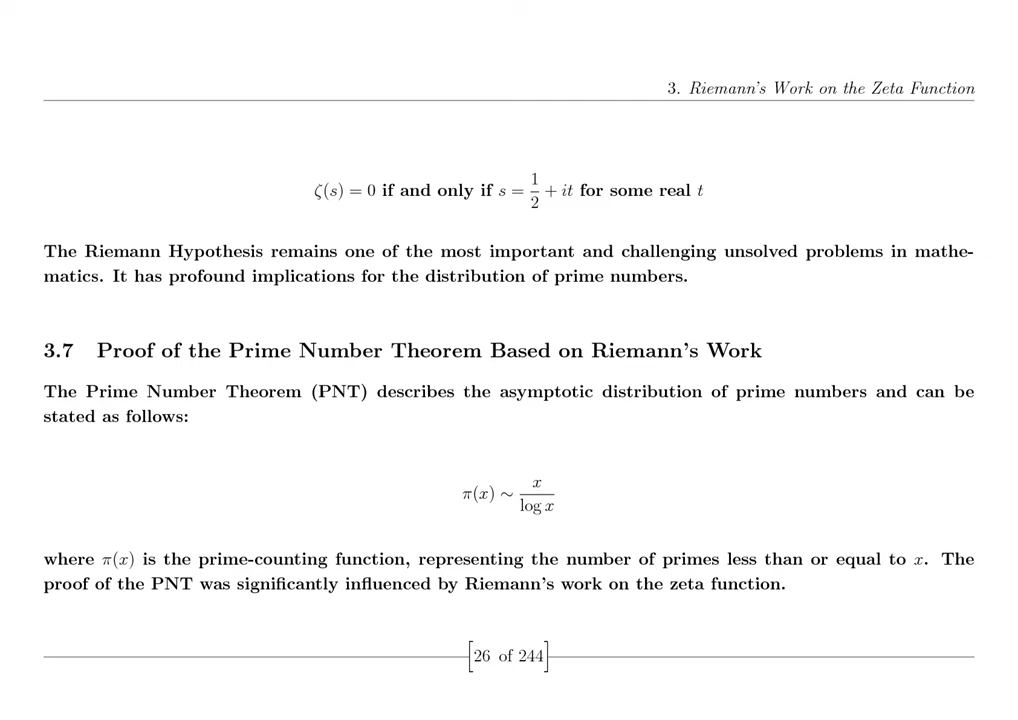 3. Riemann's Work on the Zeta Function
ζ(s) = 0 if and only if s = 1/2 + it for some real t
The Riemann Hypothesis remains one of the most important and challenging unsolved problems in mathe-
matics. It has profound implications for the distribution of prime numbers.
3.7 Proof of the Prime Number Theorem Based on Riemann's Work
The Prime Number Theorem (PNT) describes the asymptotic distribution of prime numbers and can be
stated as follows:
π(x) ∼ x/log x
where π(x) is the prime-counting function, representing the number of primes less than or equal to x. The
proof of the PNT was significantly influenced by Riemann's work on the zeta function.
[26 of 244]